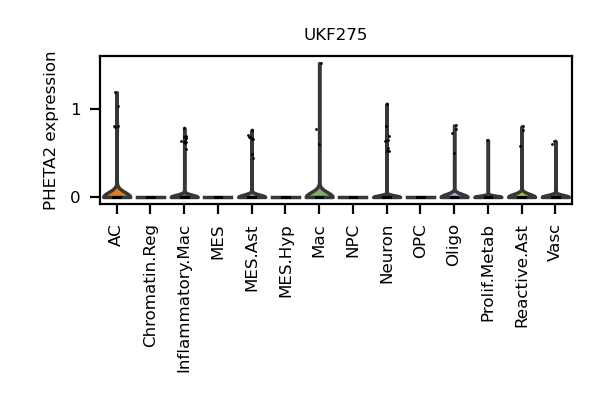 UKF275
PHETA2 expression
1
0
AC
Chromatin.Reg
Inflammatory.Mac
MES
MES.Ast
MES.Hyp
Mac
NPC
Neuron
OPC
Oligo
Prolif.Metab
Reactive.Ast
Vasc